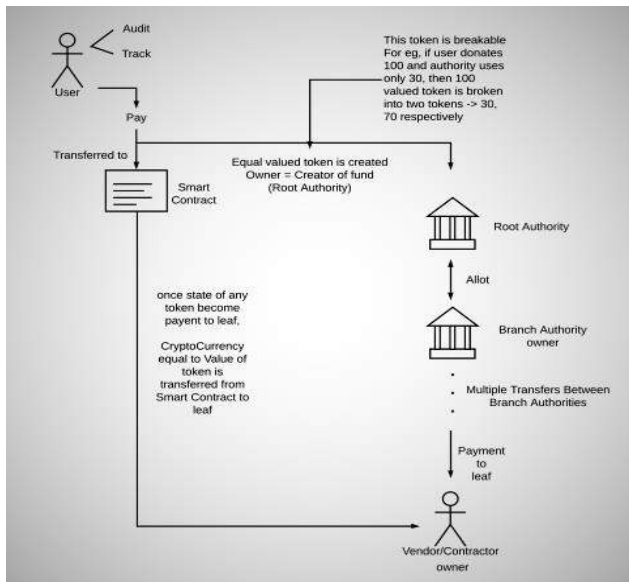 Audit
Track
User
Pay
This token is breakable
For eg, if user donates
100 and authority uses
only 30, then 100
valued token is broken
into two tokens -> 30,
70 respectively
Transferred to
Equal valued token is created
Owner = Creator of fund
(Root Authority)
Smart
Contract
Root Authority
Allot
once state of any
token become
payent to leaf,
CryptoCurrency
equal to Value of
token is
transferred from
Smart Contract to
leaf
Branch Authority
owner
Multiple Transfers Between
Branch Authorities
Payment
to
leaf
Vendor/Contractor
owner